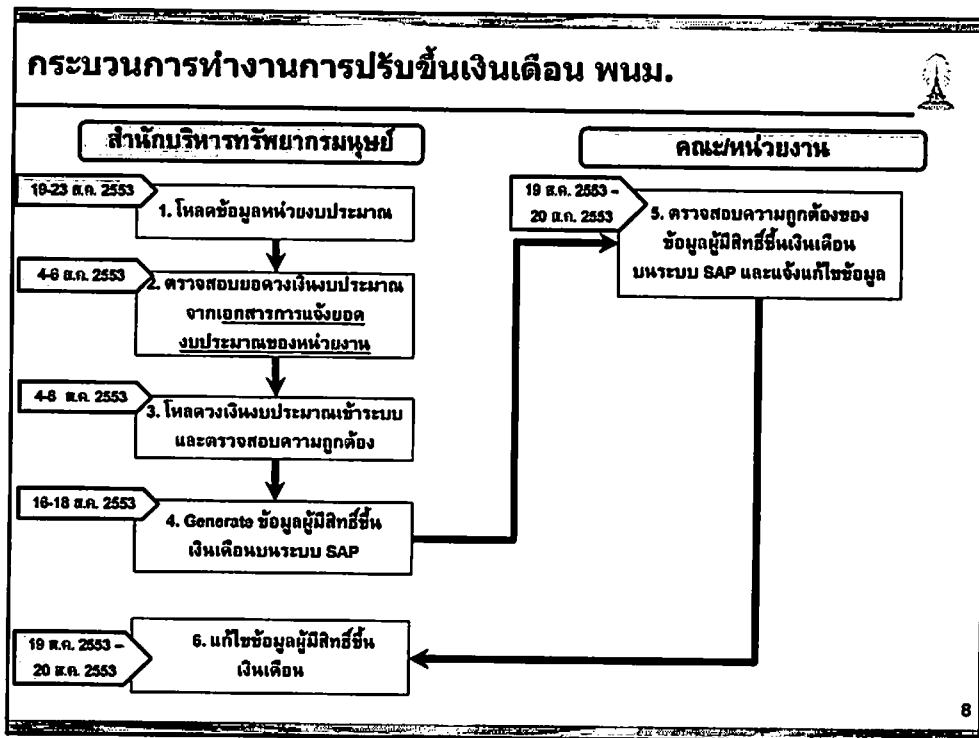 กระบวนการทำงานการปรับขึ้นเงินเดือน พนม.
สำนักบริหารทรัพยากรมนุษย์
19-23 ส.ค. 2553
1. โหลดข้อมูลหน่วยงบประมาณ
4-6 ส.ค. 2553
2. ตรวจสอบยอดวงเงินงบประมาณ
จากเอกสารการแจ้งยอด
งบประมาณของหน่วยงาน
4-6 ส.ค. 2553
3. โหลดวงเงินงบประมาณเข้าระบบ
และตรวจสอบความถูกต้อง
16-18 ส.ค. 2553
4. Generate ข้อมูลผู้มีสิทธิ์ขึ้น
เงินเดือนบนระบบ SAP
คณะ/หน่วยงาน
19 ส.ค. 2553 –
20 ส.ค. 2553
5. ตรวจสอบความถูกต้องของ
ข้อมูลผู้มีสิทธิ์ขึ้นเงินเดือน
บนระบบ SAP และแจ้งแก้ไขข้อมูล
19 ส.ค. 2553 –
20 ส.ค. 2553
6. แก้ไขข้อมูลผู้มีสิทธิ์ขึ้น
เงินเดือน
8